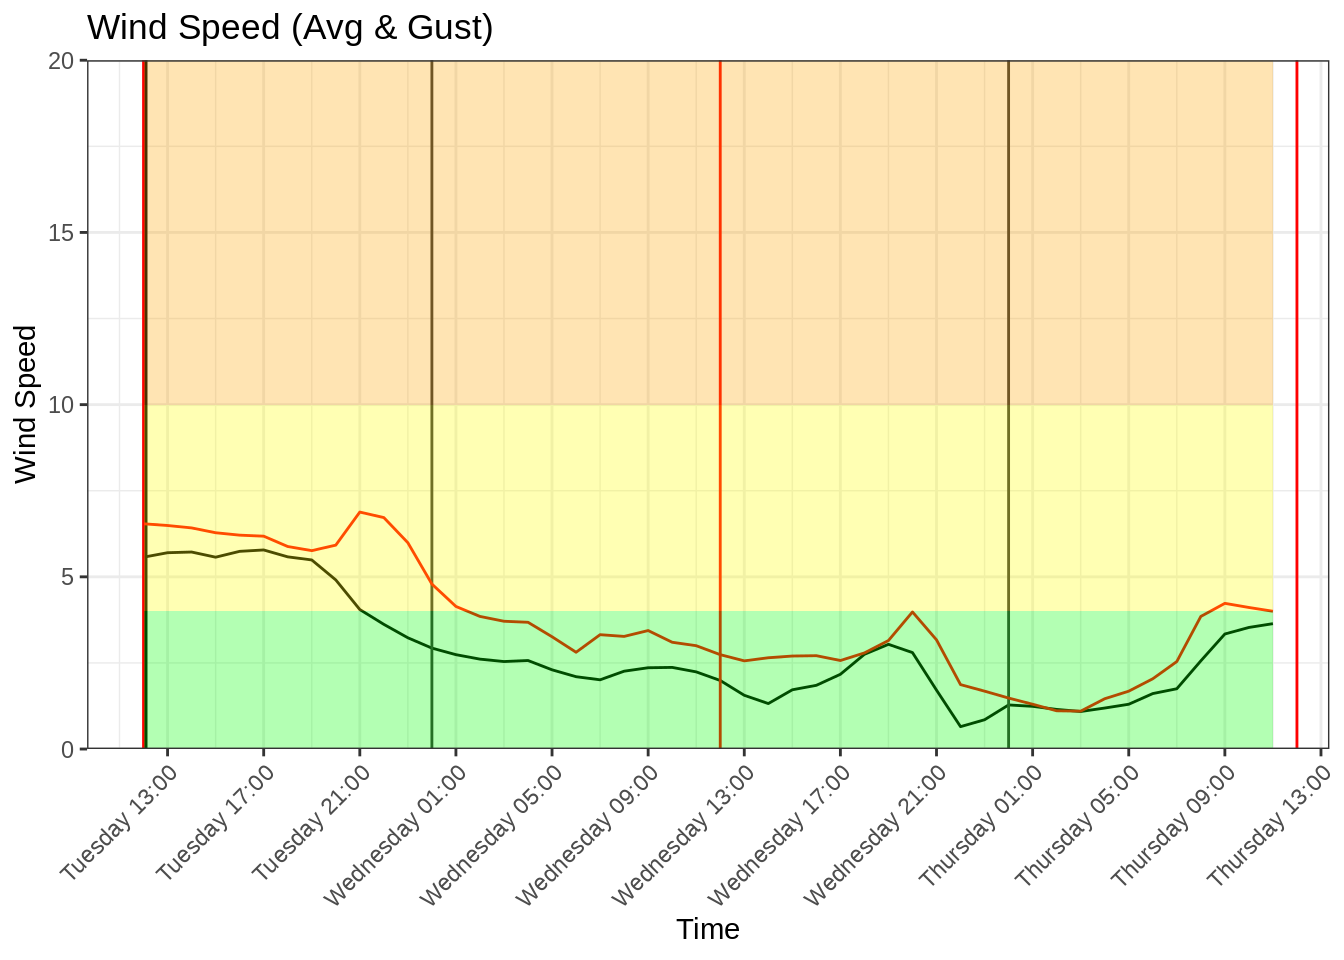 Wind Speed (Avg & Gust)
Wind Speed
20
15
10
5
0
Tuesday 13:00
Tuesday 17:00
Tuesday 21:00
Wednesday 01:00
Wednesday 05:00
Wednesday 09:00
Wednesday 13:00
Wednesday 17:00
Wednesday 21:00
Thursday 01:00
Thursday 05:00
Thursday 09:00
Thursday 13:00
Time